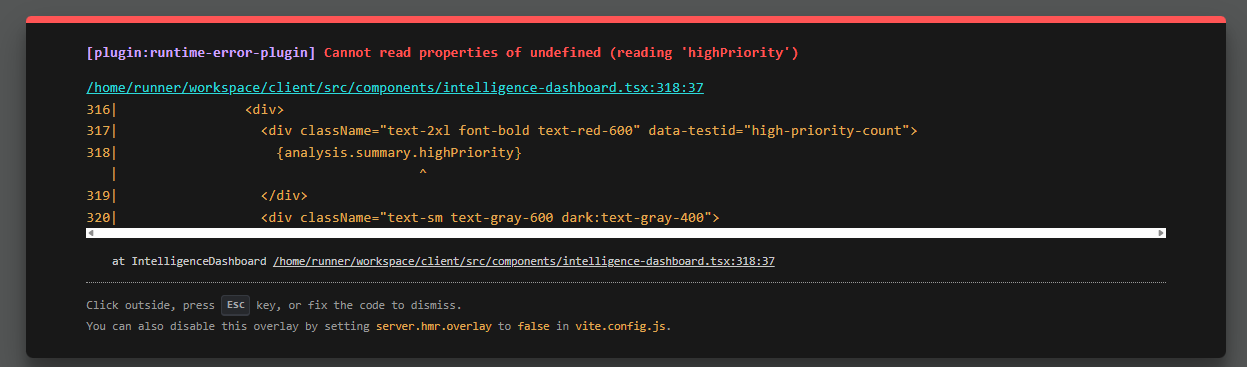 [plugin:runtime-error-plugin] Cannot read properties of undefined (reading 'highPriority')
/home/runner/workspace/client/src/components/intelligence-dashboard.tsx:318:37
316|                <div>
317|                  <div className="text-2xl font-bold text-red-600" data-testid="high-priority-count">
318|                    {analysis.summary.highPriority}
   |                                     ^
319|                  </div>
320|                  <div className="text-sm text-gray-600 dark:text-gray-400">
at IntelligenceDashboard /home/runner/workspace/client/src/components/intelligence-dashboard.tsx:318:37
Click outside, press Esc key, or fix the code to dismiss.
You can also disable this overlay by setting server.hmr.overlay to false in vite.config.js.